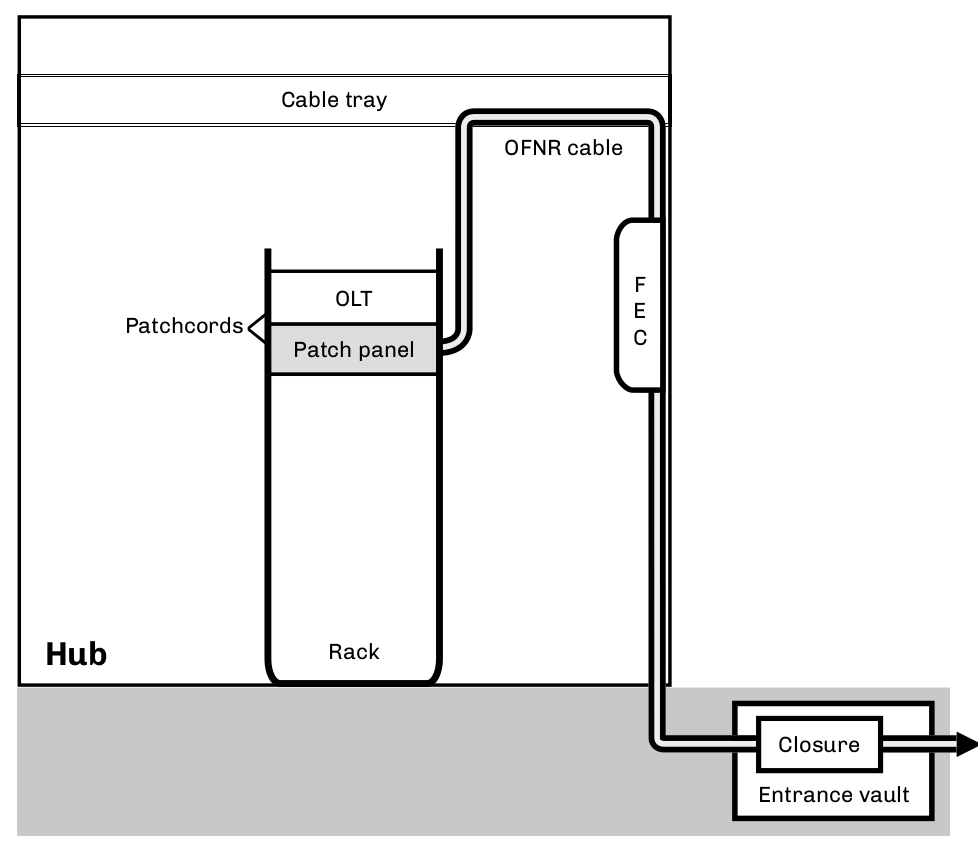 Cable tray
OFNR cable
F
E
C
OLT
Patchcords
Patch panel
Rack
Hub
Closure
Entrance vault